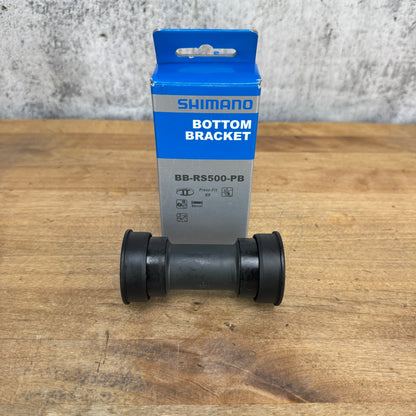 SHIMANO
BOTTOM
BRACKET
BB-RS500-PB
Press-Fit